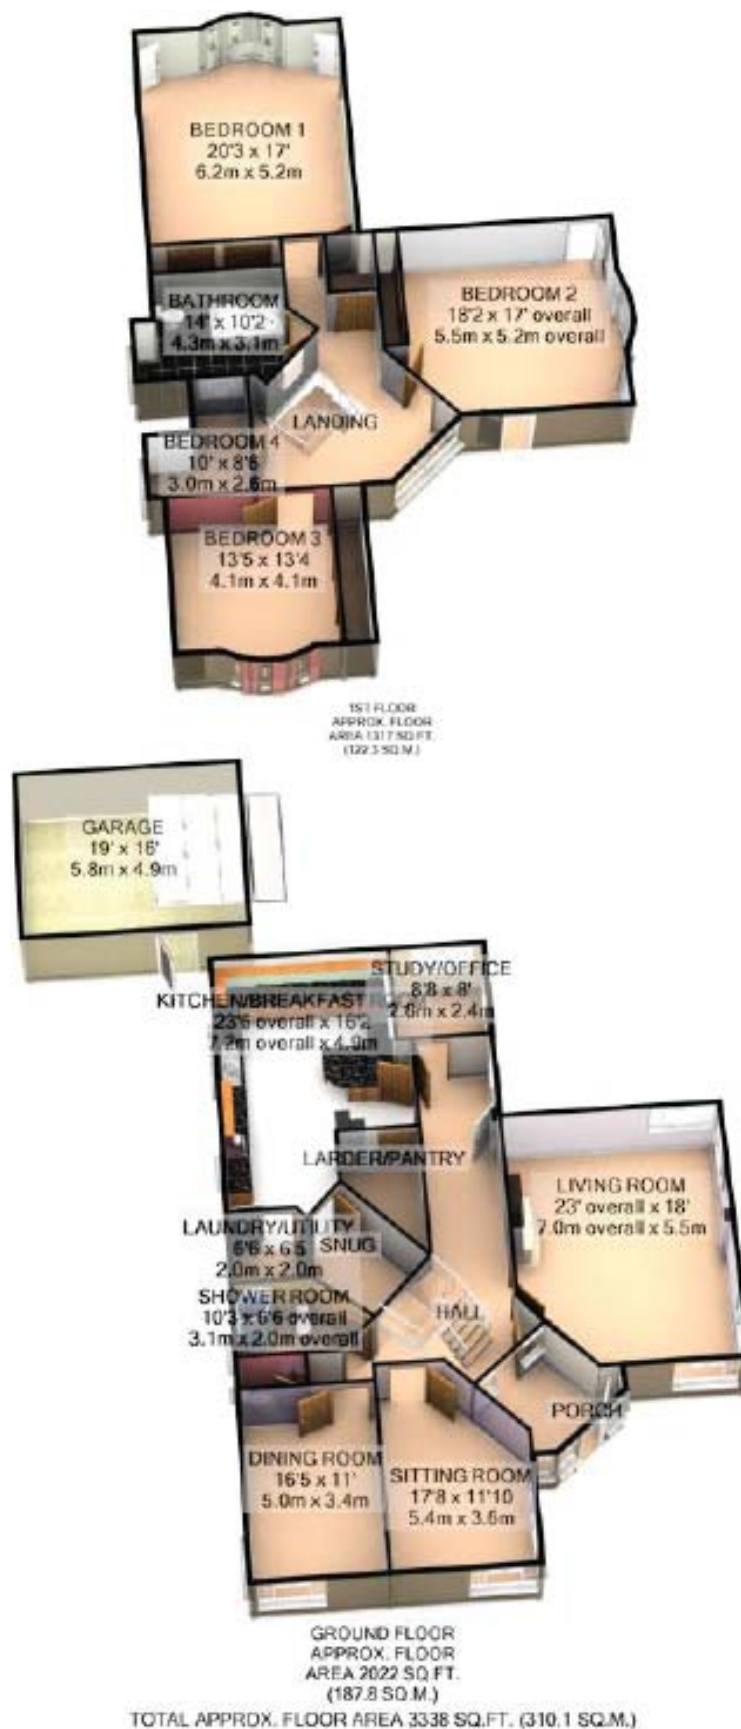 BEDROOM 1
20'3 x 17'
6.2m x 5.2m
BATHROOM
14' x 10'2
4.3m x 3.1m
BEDROOM 2
18'2 x 17' overall
5.5m x 5.2m overall
LANDING
BEDROOM 4
10' x 8'6
3.0m x 2.6m
BEDROOM 3
13'5 x 13'4
4.1m x 4.1m
1ST FLOOR
APPROX. FLOOR
AREA 1317 SQ.FT.
(122.3 SQ.M.)
GARAGE
19' x 16'
5.8m x 4.9m
STUDY/OFFICE
8'8 x 8'
2.6m x 2.4m
KITCHEN/BREAKFAST ROOM
23'6 overall x 16'2
7.2m overall x 4.9m
LARDER/PANTRY
LIVING ROOM
23' overall x 18'
7.0m overall x 5.5m
LAUNDRY/UTILITY
6'6 x 6'5
2.0m x 2.0m
SNUG
SHOWER ROOM
10'3 x 6'6 overall
3.1m x 2.0m overall
HALL
PORCH
DINING ROOM
16'5 x 11'
5.0m x 3.4m
SITTING ROOM
17'8 x 11'10
5.4m x 3.6m
GROUND FLOOR
APPROX. FLOOR
AREA 2022 SQ.FT.
(187.8 SQ.M.)
TOTAL APPROX. FLOOR AREA 3338 SQ.FT. (310.1 SQ.M.)